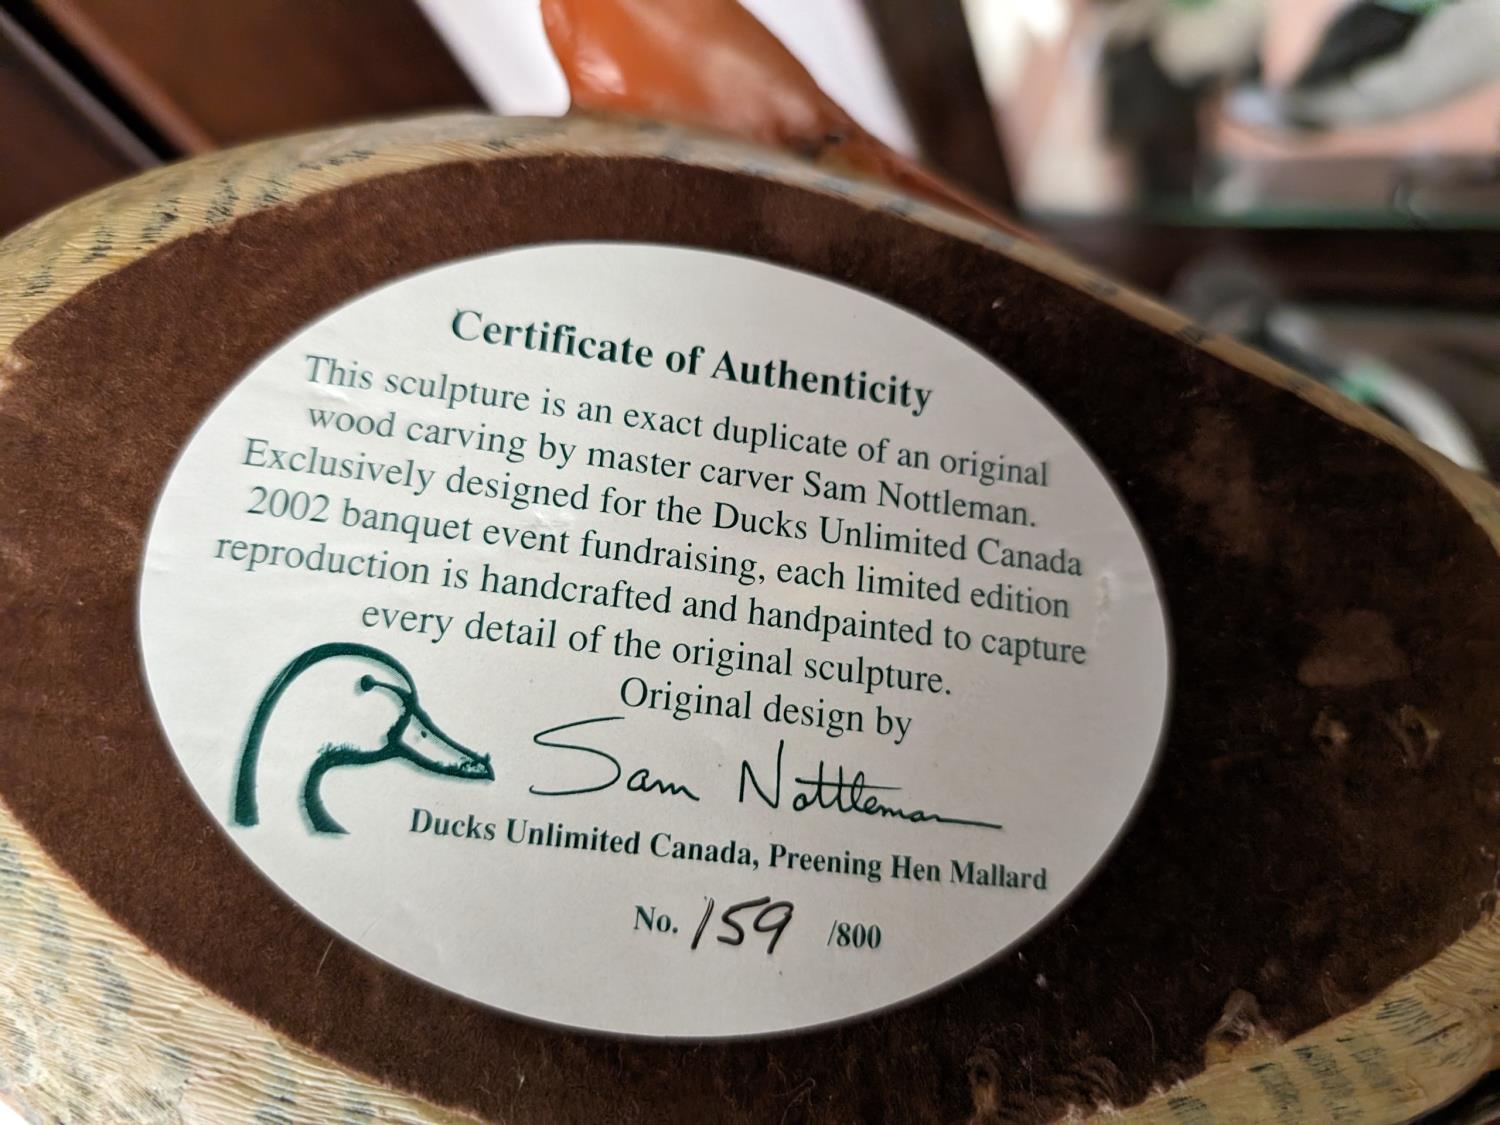 Certificate of Authenticity
This sculpture is an exact duplicate of an original
wood carving by master carver Sam Nottleman.
Exclusively designed for the Ducks Unlimited Canada
2002 banquet event fundraising, each limited edition
reproduction is handcrafted and handpainted to capture
every detail of the original sculpture.
Original design by
Sam Nottleman
Ducks Unlimited Canada, Preening Hen Mallard
No. 159 /800